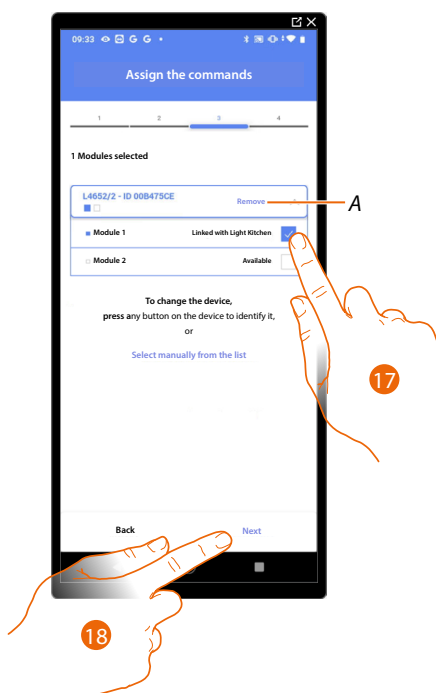 09:33 G G
Assign the commands
1 2 3 4
1 Modules selected
L4652/2 - ID 00B475CE
Remove
A
Module 1 Linked with Light Kitchen
Module 2 Available
To change the device,
press any button on the device to identify it,
or
Select manually from the list
17
Back Next
18